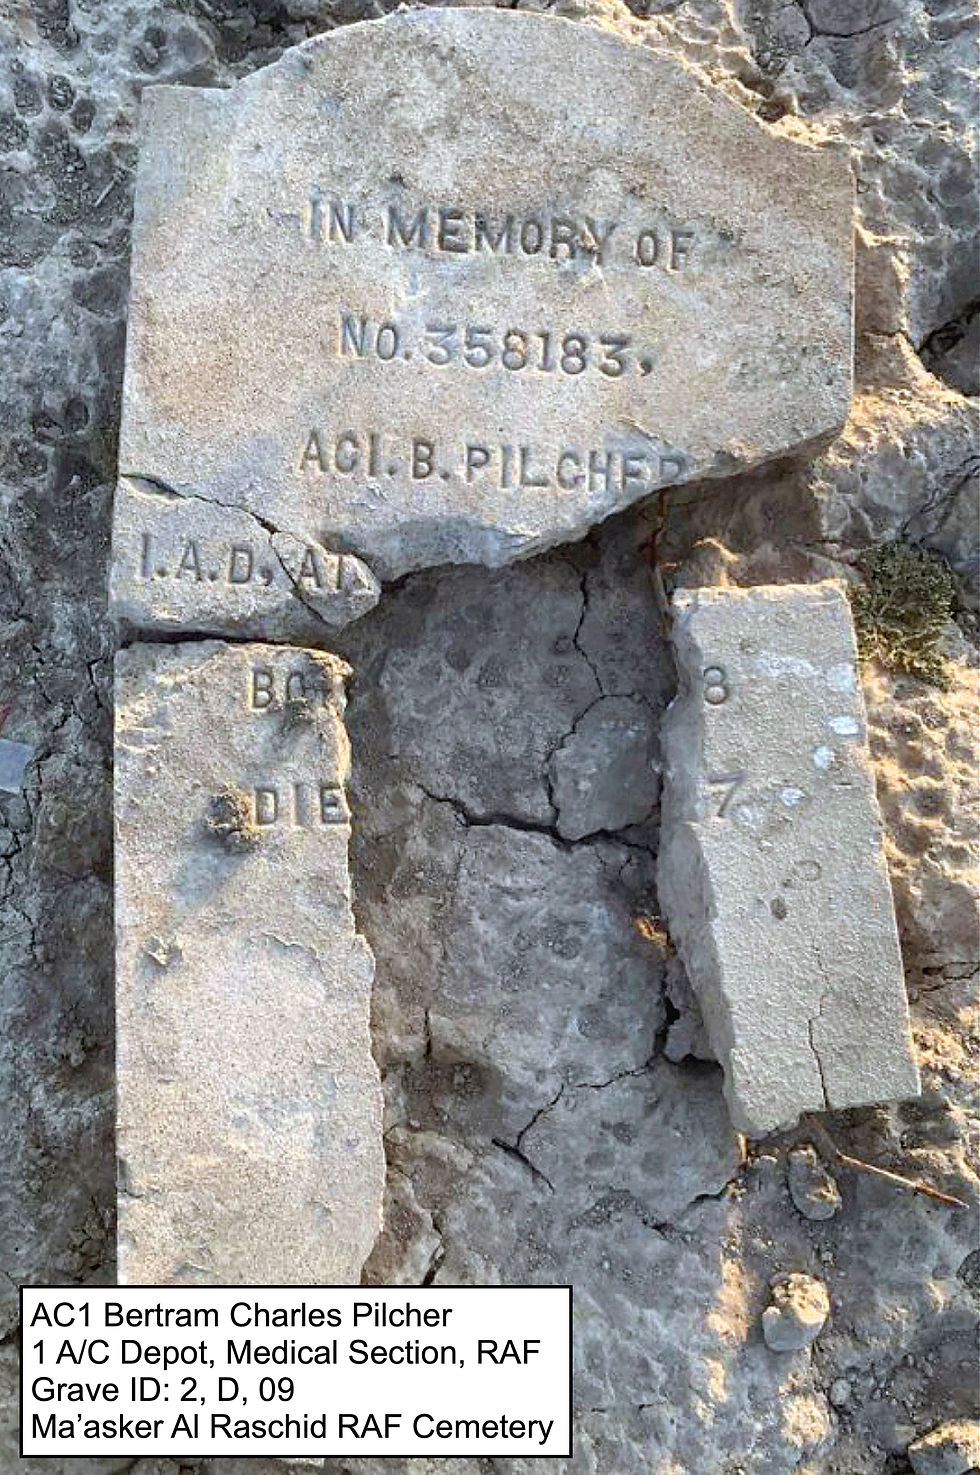 IN MEMORY OF
No. 358183,
AC1. B. PILCHER
1. A. D, AT
8
DIE
7
AC1 Bertram Charles Pilcher
1 A/C Depot, Medical Section, RAF
Grave ID: 2, D, 09
Ma’asker Al Raschid RAF Cemetery